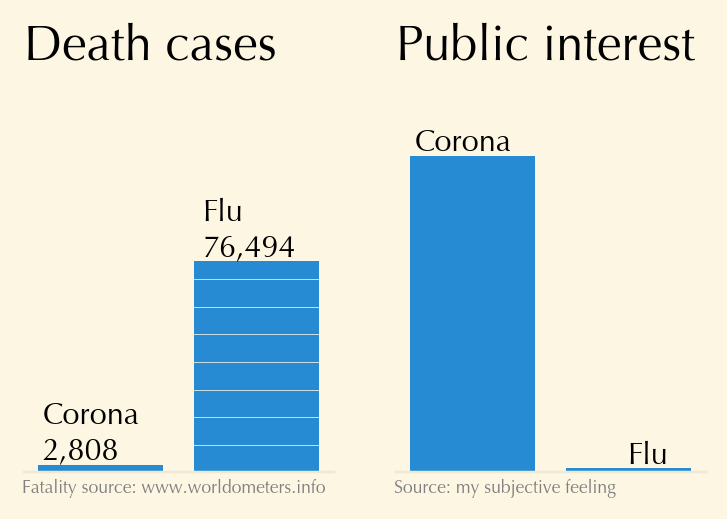 Death cases
Flu
76,494
Corona
2,808
Fatality source: www.worldometers.info
Public interest
Corona
Flu
Source: my subjective feeling